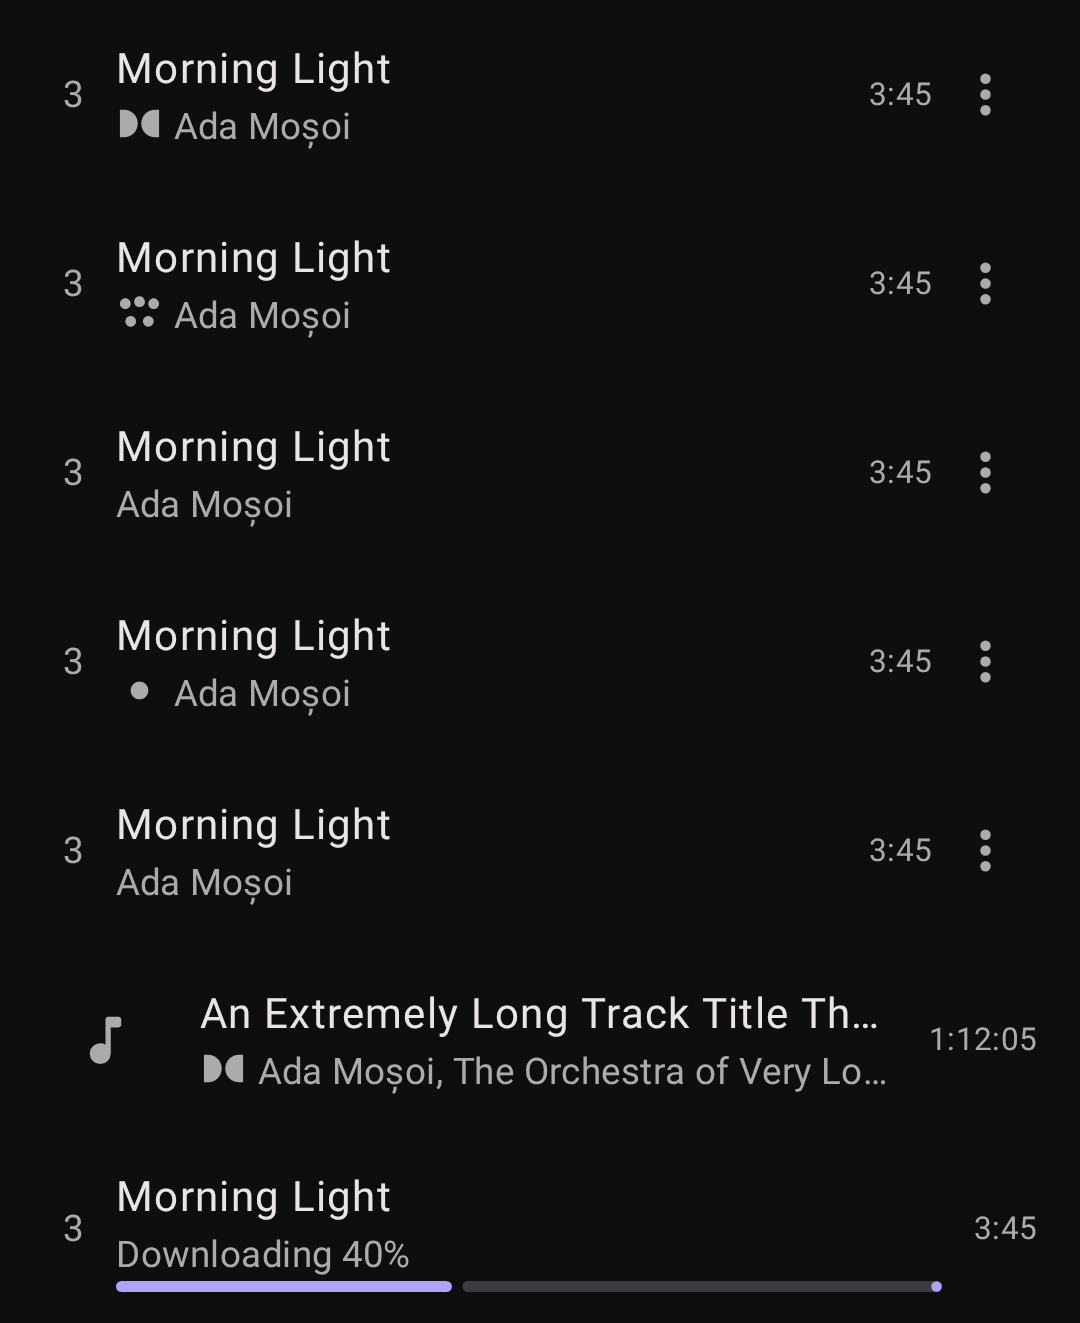 3
Morning Light
Ada Moșoi
3:45
3
Morning Light
Ada Moșoi
3:45
3
Morning Light
Ada Moșoi
3:45
3
Morning Light
Ada Moșoi
3:45
3
Morning Light
Ada Moșoi
3:45
An Extremely Long Track Title Th…
Ada Moșoi, The Orchestra of Very Lo…
1:12:05
3
Morning Light
Downloading 40%
3:45